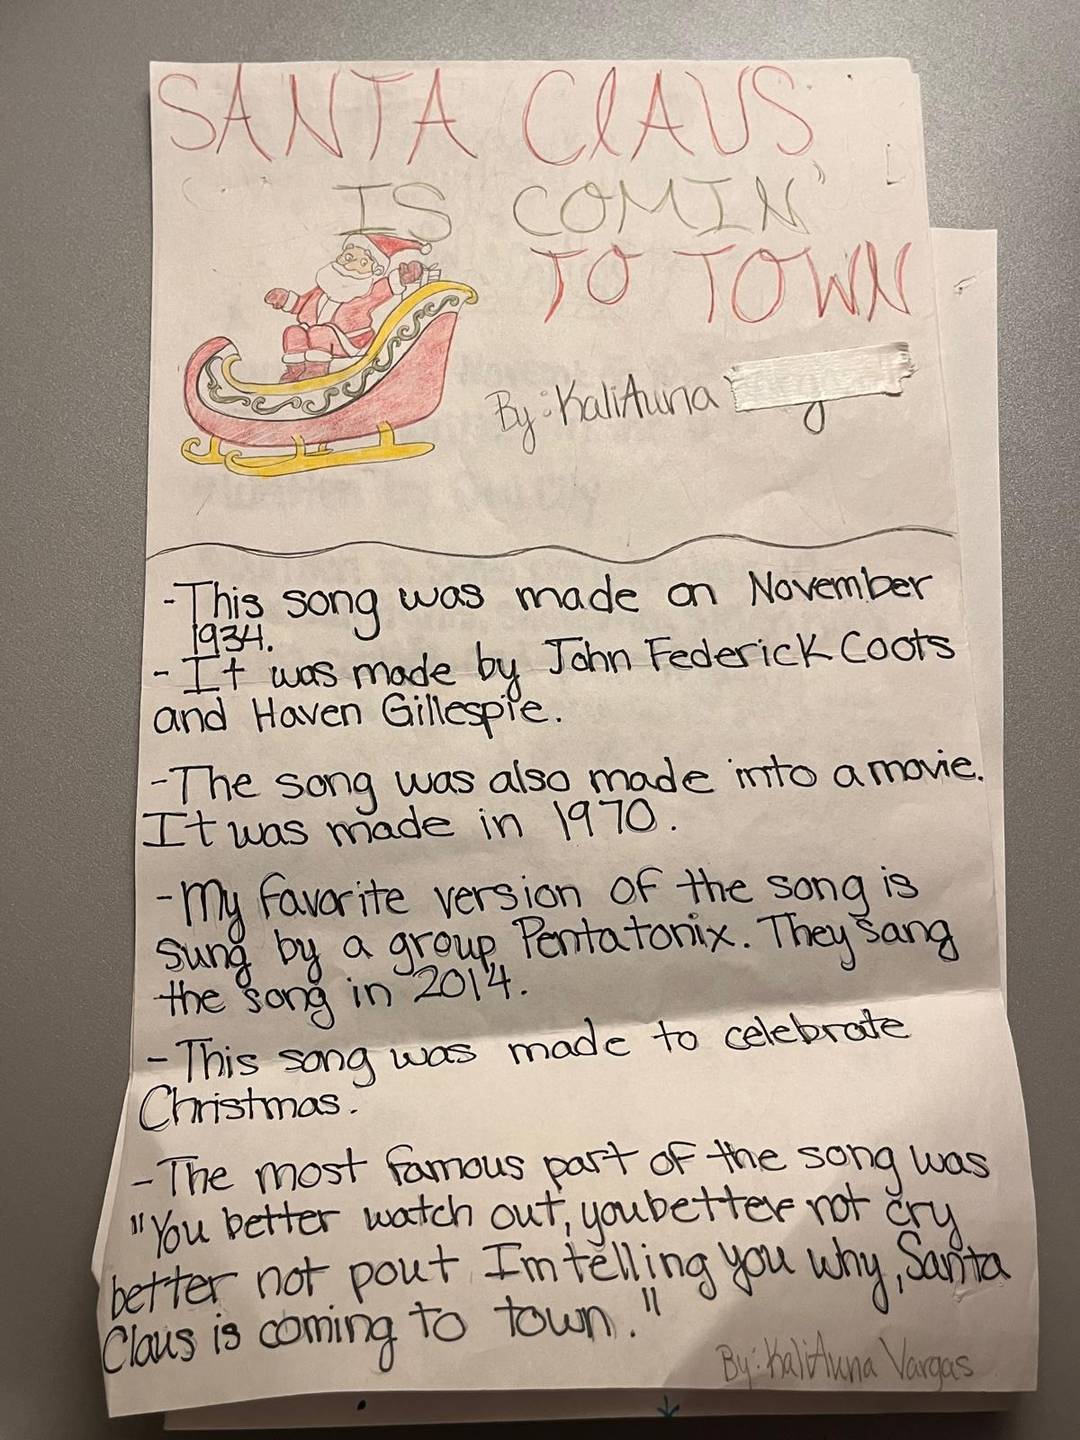 SANTA ClAUS
IS COMIN'
TO TOWN
By: KaliAuna
-This song was made on November
1934.
- It was made by John Federick Coots
and Haven Gillespie.
-The song was also made into a movie.
It was made in 1970.
-My favorite version of the song is
sung by a group Pentatonix. They sang
the song in 2014.
-This song was made to celebrate
Christmas.
-The most famous part of the song was
"You better watch out, you better not cry
better not pout Im telling you why, Santa
Claus is coming to town."
By: KaliAuna Vargas